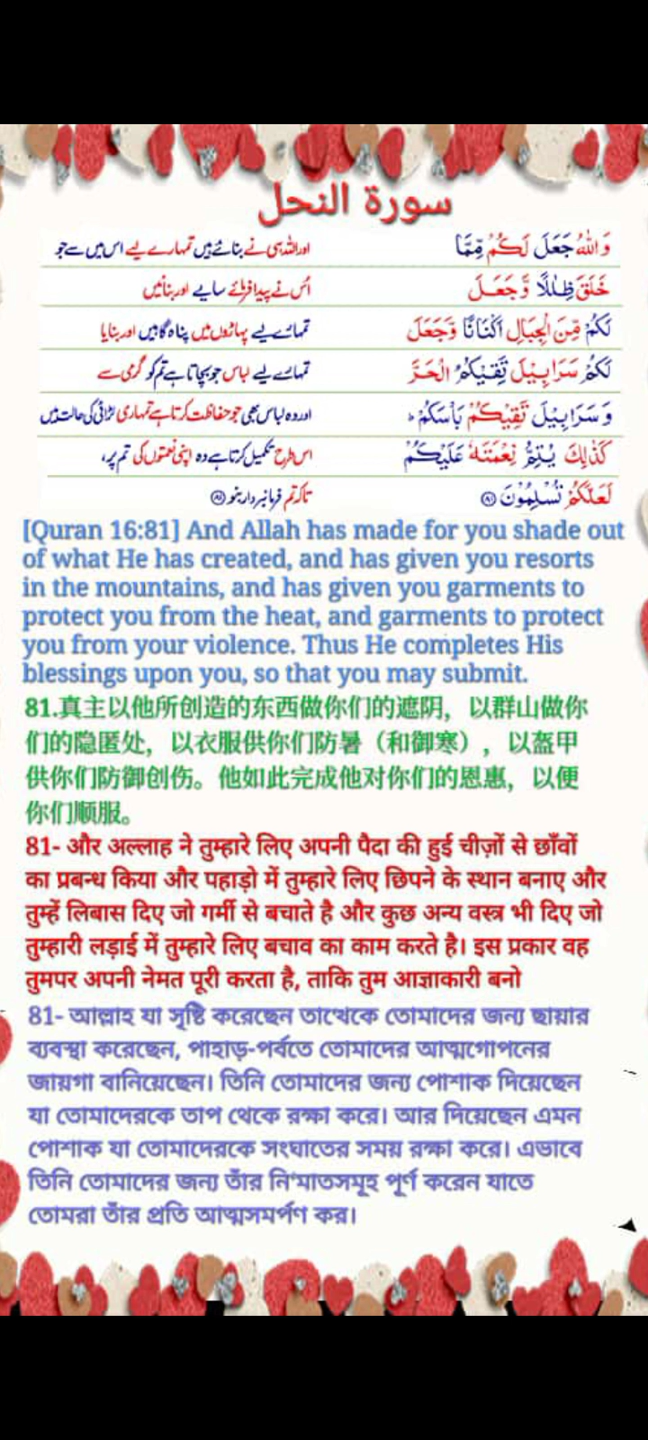 سورة النحل
وَاللّٰهُ جَعَلَ لَكُمْ مِّمَّا اور اللہ ہی نے بنائے ہیں تمہارے لیے اس میں سے جو
خَلَقَ ظِلٰلًا وَّجَعَلَ اُس نے پیدا فرمائے سایے اور بنائیں
لَكُمْ مِّنَ الْجِبَالِ اَكْنَانًا وَّجَعَلَ تمہارے لیے پہاڑوں میں پناہ گاہیں اور بنایا
لَكُمْ سَرَابِيْلَ تَقِيْكُمُ الْحَرَّ تمہارے لیے لباس جو بچاتا ہے تم کو گرمی سے
وَسَرَابِيْلَ تَقِيْكُمْ بَاْسَكُمْ ؕ اور وہ لباس بھی جو حفاظت کرتا ہے تمہاری لڑائی کی حالت میں
كَذٰلِكَ يُتِمُّ نِعْمَتَهٗ عَلَيْكُمْ اس طرح تکمیل کرتا ہے وہ اپنی نعمتوں کی تم پر،
لَعَلَّكُمْ تُسْلِمُوْنَ ﴿۸۱﴾ تاکہ تم فرمانبردار بنو ﴿۸۱﴾
[Quran 16:81] And Allah has made for you shade out
of what He has created, and has given you resorts
in the mountains, and has given you garments to
protect you from the heat, and garments to protect
you from your violence. Thus He completes His
blessings upon you, so that you may submit.
81.真主以他所创造的东西做你们的遮阴，以群山做你
们的隐匿处，以衣服供你们防暑（和御寒），以盔甲
供你们防御创伤。他如此完成他对你们的恩惠，以便
你们顺服。
81- और अल्लाह ने तुम्हारे लिए अपनी पैदा की हुई चीज़ों से छाँवों
का प्रबन्ध किया और पहाड़ो में तुम्हारे लिए छिपने के स्थान बनाए और
तुम्हें लिबास दिए जो गर्मी से बचाते है और कुछ अन्य वस्त्र भी दिए जो
तुम्हारी लड़ाई में तुम्हारे लिए बचाव का काम करते है। इस प्रकार वह
तुमपर अपनी नेमत पूरी करता है, ताकि तुम आज्ञाकारी बनो
81- আল্লাহ যা সৃষ্টি করেছেন তাত্থেকে তোমাদের জন্য ছায়ার
ব্যবস্থা করেছেন, পাহাড়-পর্বতে তোমাদের আত্মগোপনের
জায়গা বানিয়েছেন। তিনি তোমাদের জন্য পোশাক দিয়েছেন
যা তোমাদেরকে তাপ থেকে রক্ষা করে। আর দিয়েছেন এমন
পোশাক যা তোমাদেরকে সংঘাতের সময় রক্ষা করে। এভাবে
তিনি তোমাদের জন্য তাঁর নি‘মাতসমূহ পূর্ণ করেন যাতে
তোমরা তাঁর প্রতি আত্মসমর্পণ কর।